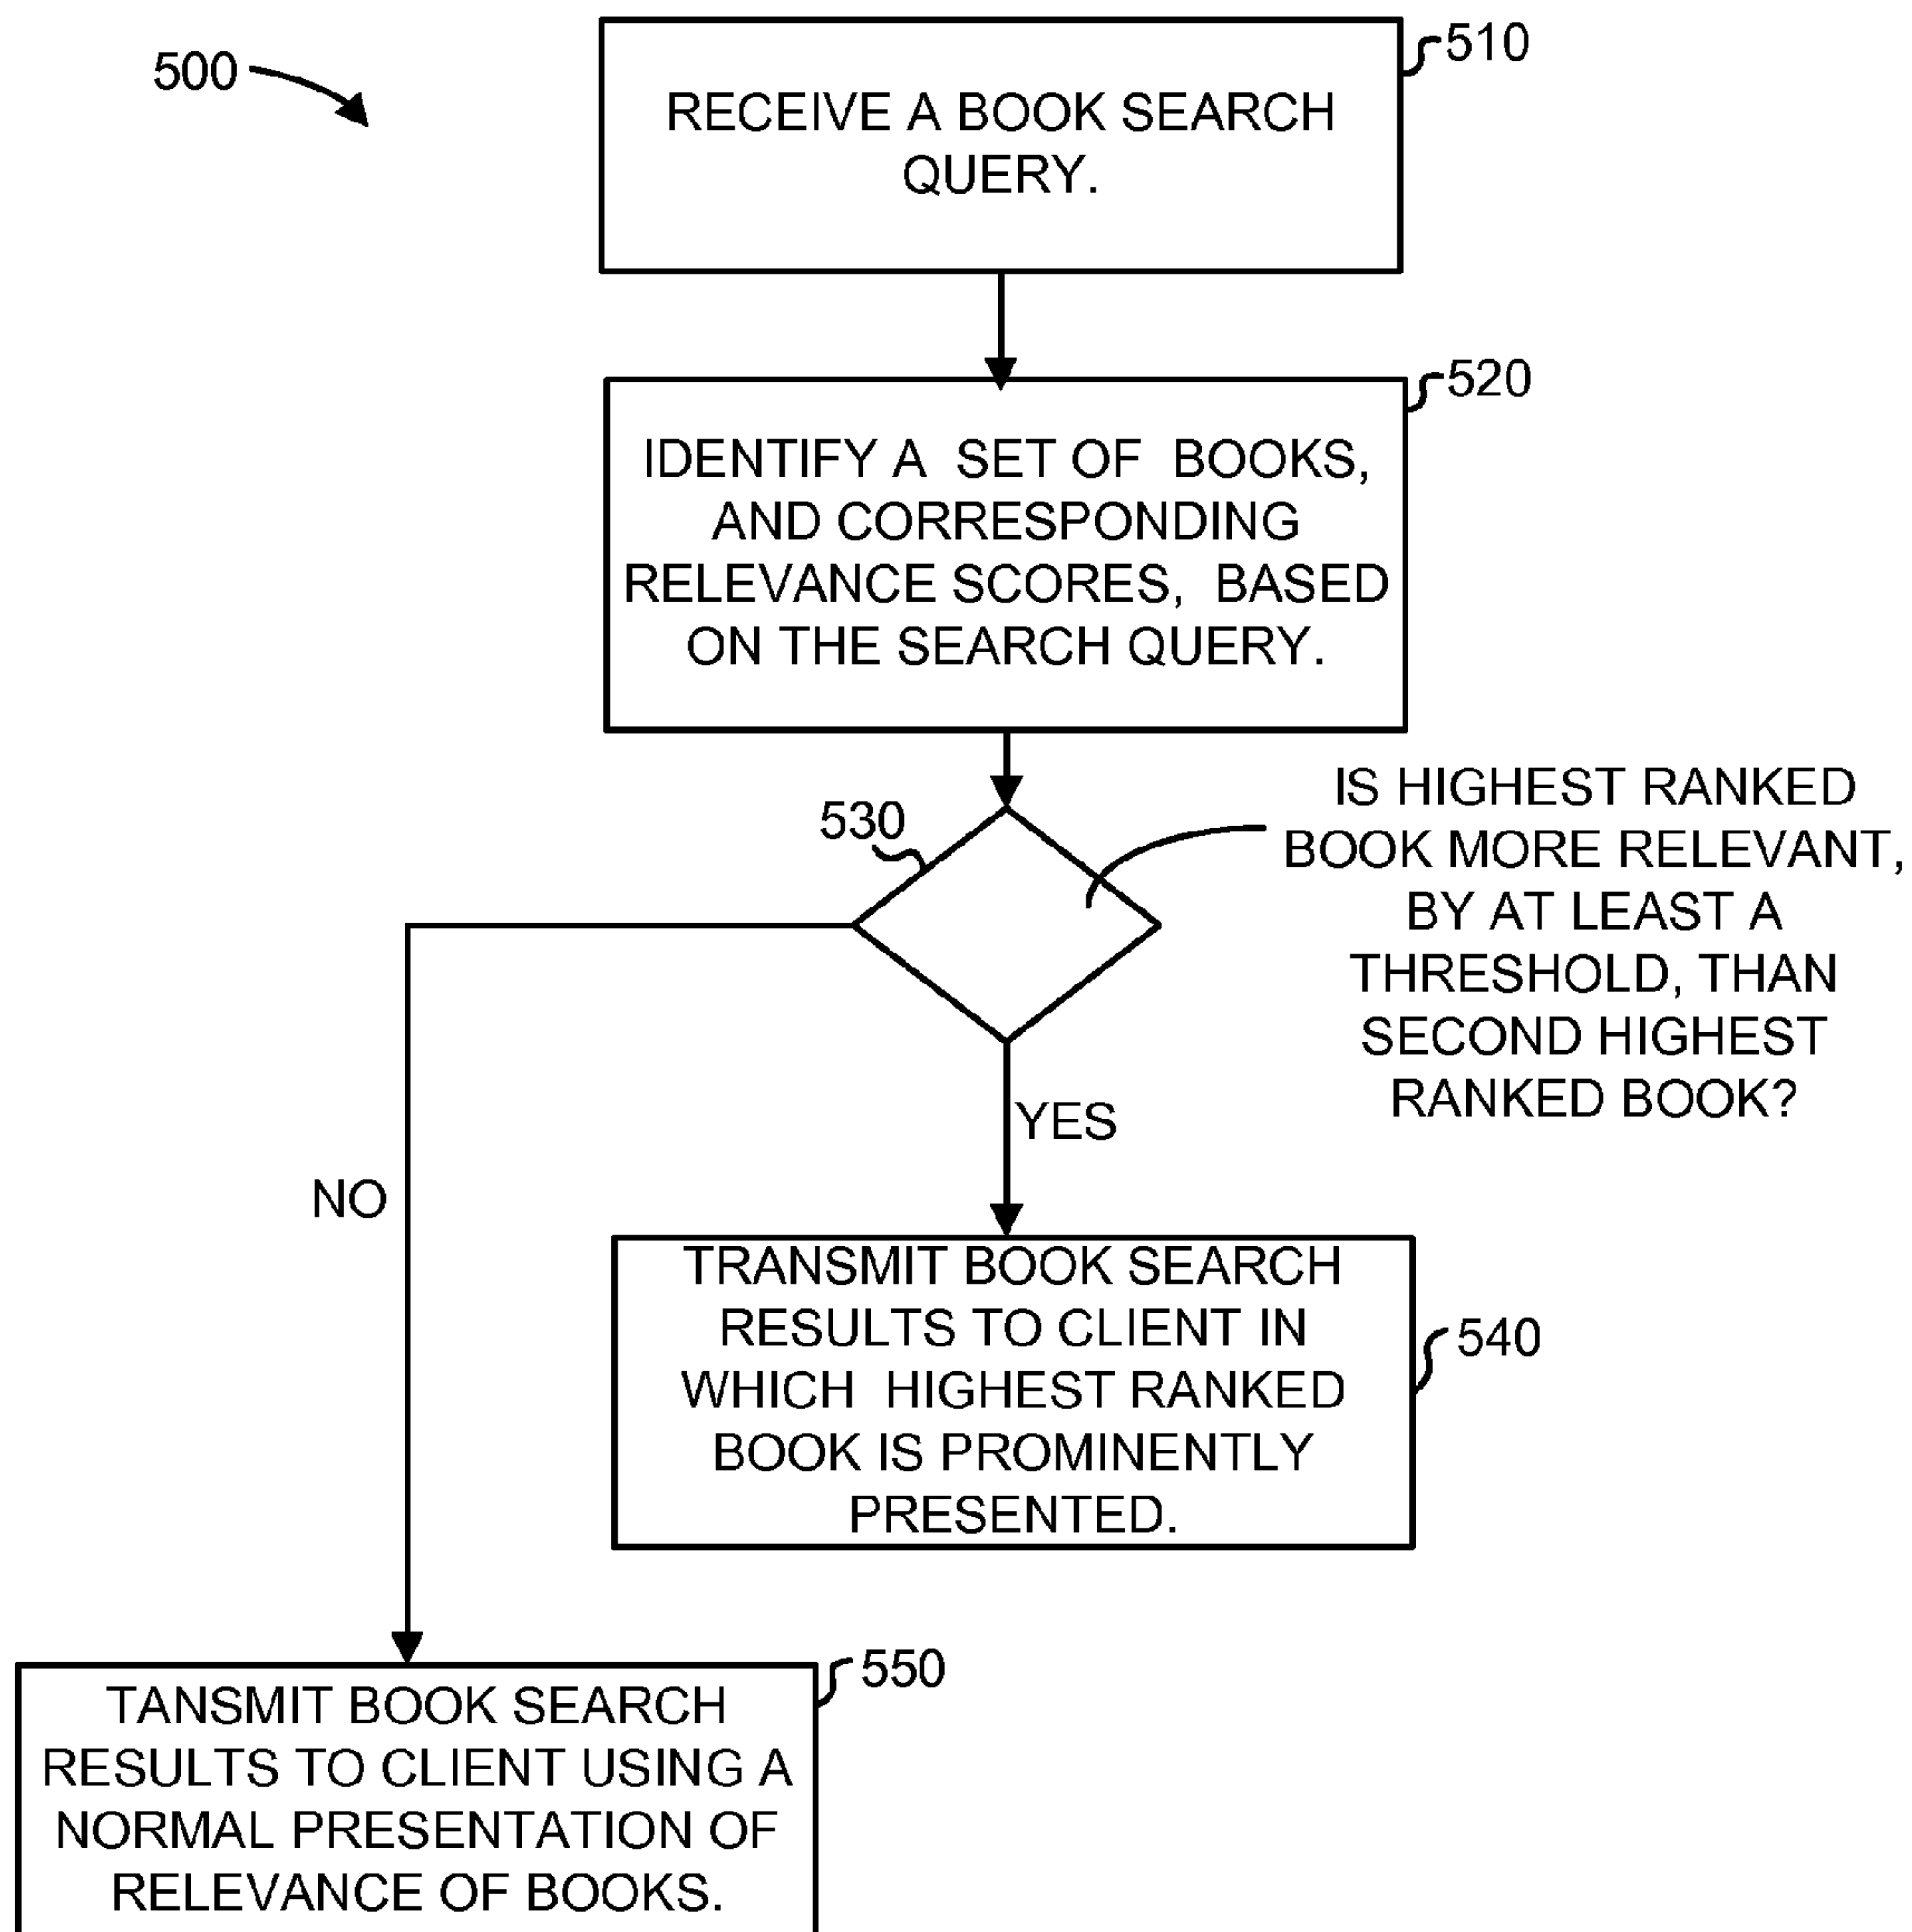 500
510
RECEIVE A BOOK SEARCH
QUERY.
520
IDENTIFY A SET OF BOOKS,
AND CORRESPONDING
RELEVANCE SCORES, BASED
ON THE SEARCH QUERY.
530
IS HIGHEST RANKED
BOOK MORE RELEVANT,
BY AT LEAST A
THRESHOLD, THAN
SECOND HIGHEST
RANKED BOOK?
YES
NO
TRANSMIT BOOK SEARCH
RESULTS TO CLIENT IN
WHICH HIGHEST RANKED
BOOK IS PROMINENTLY
PRESENTED.
540
550
TANSMIT BOOK SEARCH
RESULTS TO CLIENT USING A
NORMAL PRESENTATION OF
RELEVANCE OF BOOKS.